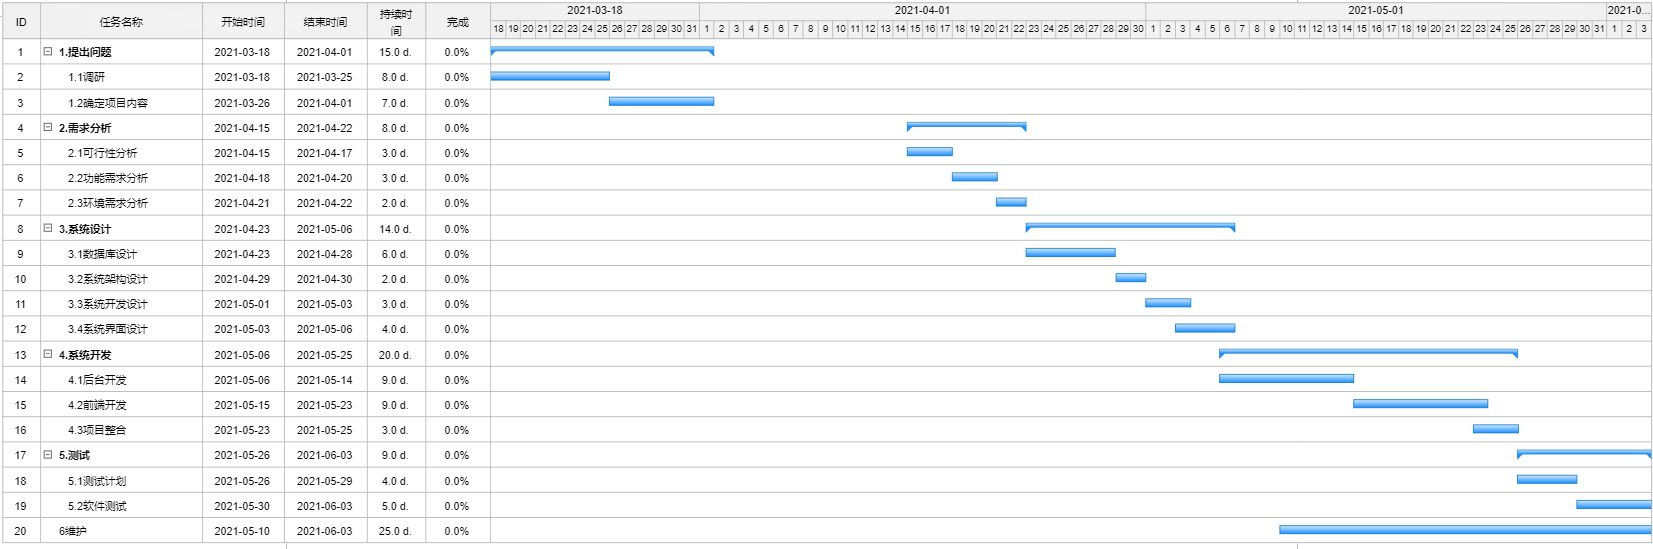 ID 任务名称 开始时间 结束时间 持续时间 完成 2021-03-18 2021-04-01 2021-05-01 2021-0...
18 19 20 21 22 23 24 25 26 27 28 29 30 31 1 2 3 4 5 6 7 8 9 10 11 12 13 14 15 16 17 18 19 20 21 22 23 24 25 26 27 28 29 30 1 2 3 4 5 6 7 8 9 10 11 12 13 14 15 16 17 18 19 20 21 22 23 24 25 26 27 28 29 30 31 1 2 3
1 1.提出问题 2021-03-18 2021-04-01 15.0 d. 0.0%
2 1.1调研 2021-03-18 2021-03-25 8.0 d. 0.0%
3 1.2确定项目内容 2021-03-26 2021-04-01 7.0 d. 0.0%
4 2.需求分析 2021-04-15 2021-04-22 8.0 d. 0.0%
5 2.1可行性分析 2021-04-15 2021-04-17 3.0 d. 0.0%
6 2.2功能需求分析 2021-04-18 2021-04-20 3.0 d. 0.0%
7 2.3环境需求分析 2021-04-21 2021-04-22 2.0 d. 0.0%
8 3.系统设计 2021-04-23 2021-05-06 14.0 d. 0.0%
9 3.1数据库设计 2021-04-23 2021-04-28 6.0 d. 0.0%
10 3.2系统架构设计 2021-04-29 2021-04-30 2.0 d. 0.0%
11 3.3系统开发设计 2021-05-01 2021-05-03 3.0 d. 0.0%
12 3.4系统界面设计 2021-05-03 2021-05-06 4.0 d. 0.0%
13 4.系统开发 2021-05-06 2021-05-25 20.0 d. 0.0%
14 4.1后台开发 2021-05-06 2021-05-14 9.0 d. 0.0%
15 4.2前端开发 2021-05-15 2021-05-23 9.0 d. 0.0%
16 4.3项目整合 2021-05-23 2021-05-25 3.0 d. 0.0%
17 5.测试 2021-05-26 2021-06-03 9.0 d. 0.0%
18 5.1测试计划 2021-05-26 2021-05-29 4.0 d. 0.0%
19 5.2软件测试 2021-05-30 2021-06-03 5.0 d. 0.0%
20 6维护 2021-05-10 2021-06-03 25.0 d. 0.0%